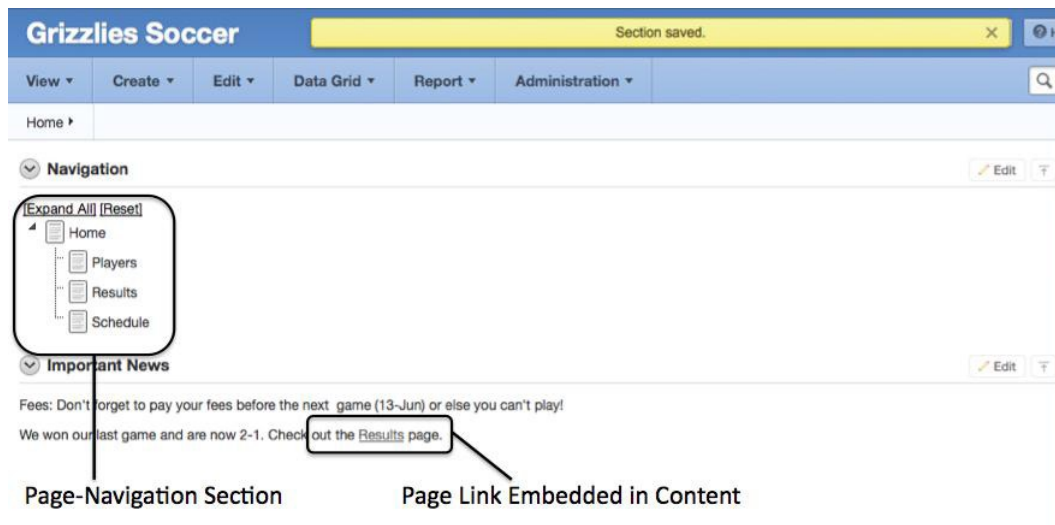 Grizzlies Soccer
Section saved.
View Create Edit Data Grid Report Administration
Home
Navigation
Edit
[Expand All] [Reset]
Home
Players
Results
Schedule
Important News
Edit
Fees: Don't forget to pay your fees before the next game (13-Jun) or else you can't play!
We won our last game and are now 2-1. Check out the Results page.
Page-Navigation Section
Page Link Embedded in Content